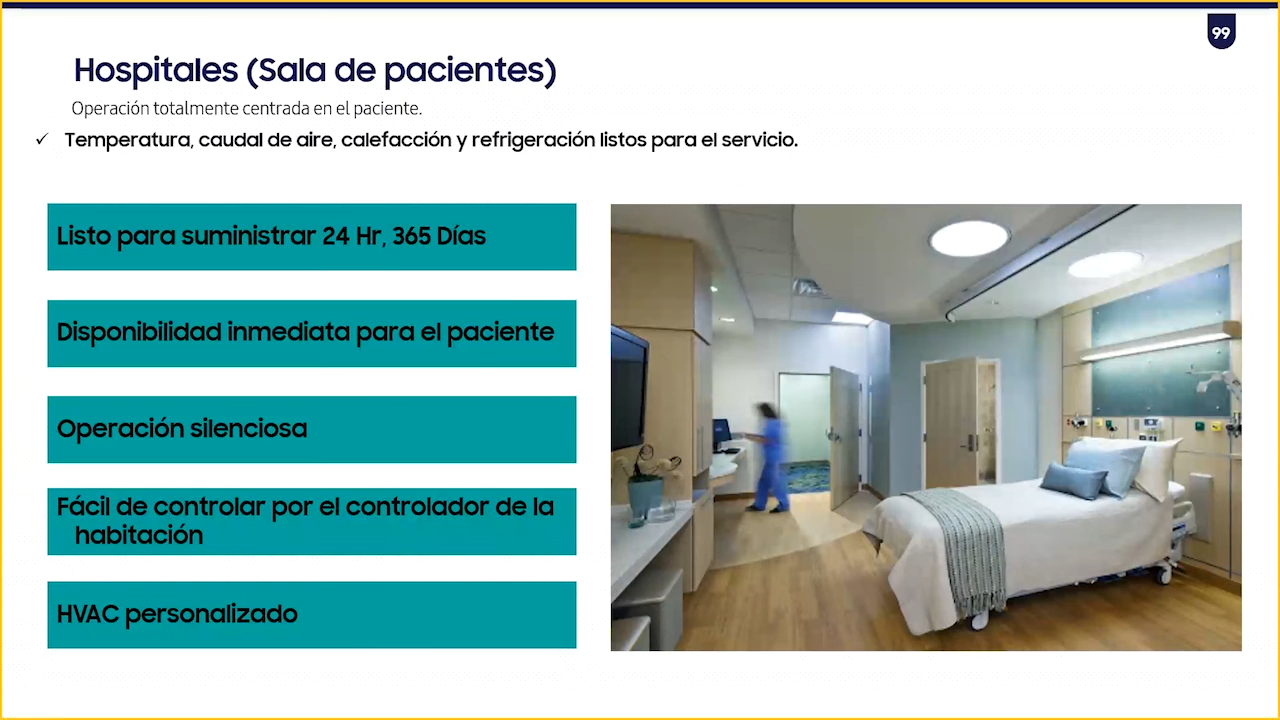 99
Hospitales (Sala de pacientes)
Operación totalmente centrada en el paciente.
✓ Temperatura, caudal de aire, calefacción y refrigeración listos para el servicio.
Listo para suministrar 24 Hr, 365 Días
Disponibilidad inmediata para el paciente
Operación silenciosa
Fácil de controlar por el controlador de la
habitación
HVAC personalizado